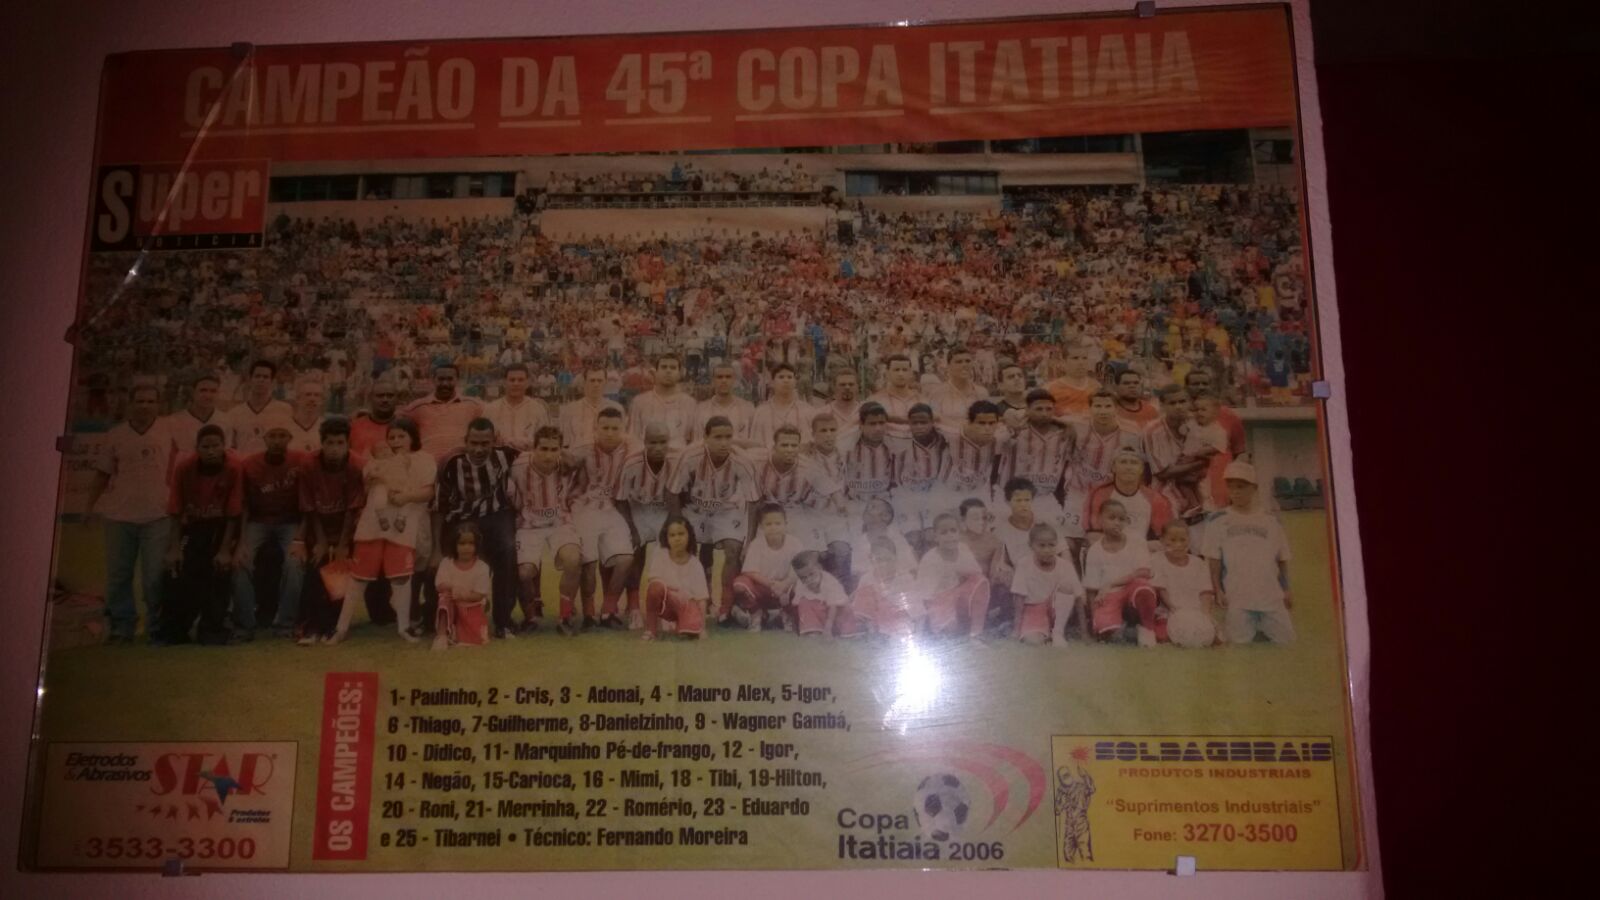 CAMPEÃO DA 45ª COPA ITATIAIA
Super
NOTÍCIA
OS CAMPEÕES:
1- Paulinho, 2 - Cris, 3 - Adonai, 4 - Mauro Alex, 5-Igor,
6 -Thiago, 7-Guilherme, 8-Danielzinho, 9 - Wagner Gambá,
10 - Dídico, 11- Marquinho Pé-de-frango, 12 - Igor,
14 - Negão, 15-Carioca, 16 - Mimi, 18 - Tibi, 19-Hilton,
20 - Roni, 21- Merrinha, 22 - Romério, 23 - Eduardo
e 25 - Tibarnei • Técnico: Fernando Moreira
Eletrodos
& Abrasivos
STAR
Produtos
& estrelas
3533-3300
Copa
Itatiaia 2006
SOLDAGERAIS
PRODUTOS INDUSTRIAIS
"Suprimentos Industriais"
Fone: 3270-3500